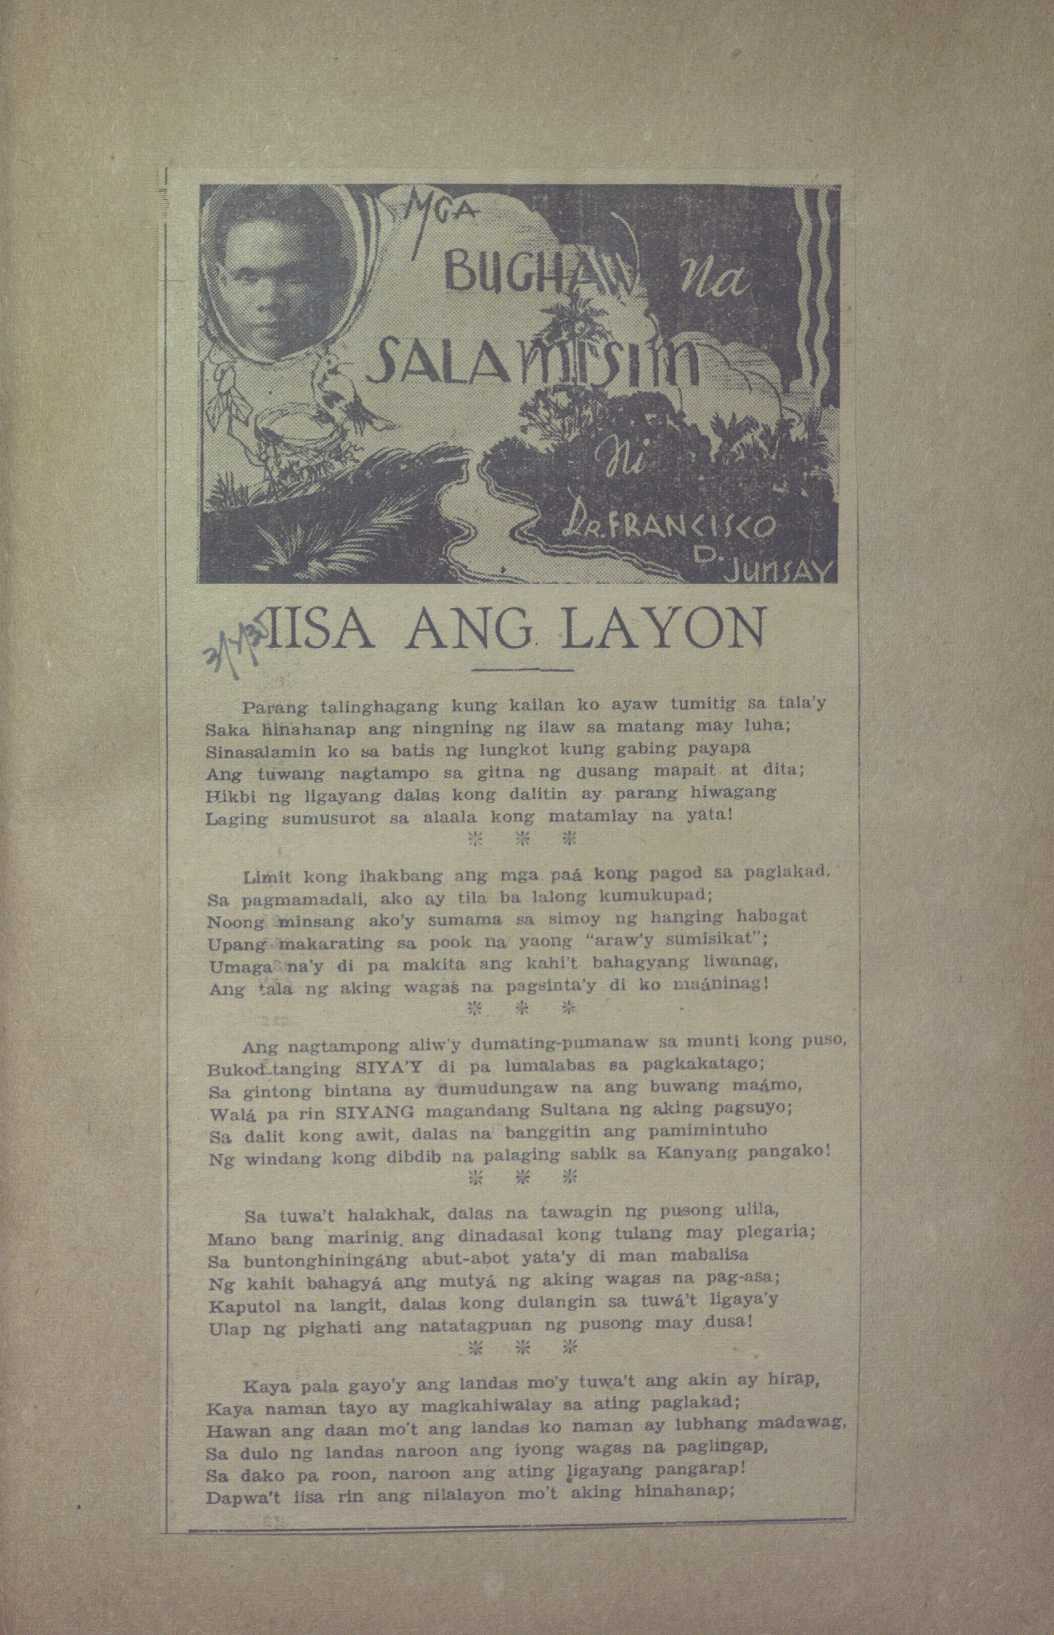 MGA
BUGHAW Na
SALAMISIM
Ni
DR. FRANCISCO
D.
JUNSAY
IISA ANG LAYON
Parang talinghagang kung kailan ko ayaw tumitig sa tala'y
Saka hinahanap ang ningning ng ilaw sa matang may luha;
Sinasalamin ko sa batis ng lungkot kung gabing payapa
Ang tuwang nagtampo sa gitna ng dusang mapait at dita;
Hikbi ng ligayang dalas kong dalitin ay parang hiwagang
Laging sumusurot sa alaala kong matamlay na yata!
* * *
Limit kong ihakbang ang mga paá kong pagod sa paglakad.
Sa pagmamadali, ako ay tila ba lalong kumukupad;
Noong minsang ako'y sumama sa simoy ng hanging habagat
Upang makarating sa pook na yaong “araw'y sumisikat”;
Umaga na'y di pa makita ang kahi't bahagyang liwanag,
Ang tala ng aking wagas na pagsinta'y di ko maáninag!
* * *
Ang nagtampong aliw'y dumating-pumanaw sa munti kong puso,
Bukod-tanging SIYA'Y di pa lumalabas sa pagkakatago;
Sa gintong bintana ay dumudungaw na ang buwang maámo,
Walá pa rin SIYANG magandang Sultana ng aking pagsuyo;
Sa dalit kong awit, dalas na banggitin ang pamimintuho
Ng windang kong dibdib na palaging sabik sa Kanyang pangako!
* * *
Sa tuwa't halakhak, dalas na tawagin ng pusong ulila,
Mano bang marinig ang dinadasal kong tulang may plegaria;
Sa buntonghiningáng abut-abot yata'y di man mabalisa
Ng kahit bahagyá ang mutyá ng aking wagas na pag-asa;
Kaputol na langit, dalas kong dulangin sa tuwá't ligaya'y
Ulap ng pighati ang natatagpuan ng pusong may dusa!
* * *
Kaya pala gayo'y ang landas mo'y tuwa't ang akin ay hirap,
Kaya naman tayo ay magkahiwalay sa ating paglakad;
Hawan ang daan mo't ang landas ko naman ay lubhang madawag,
Sa dulo ng landas naroon ang iyong wagas na paglingap,
Sa dako pa roon, naroon ang ating ligayang pangarap!
Dapwa't iisa rin ang nilalayon mo't aking hinahanap;